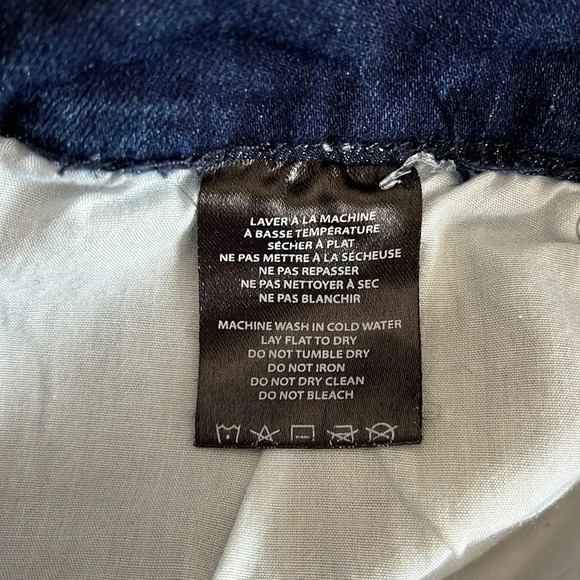 LAVER À LA MACHINE
À BASSE TEMPÉRATURE
SÉCHER À PLAT
NE PAS METTRE À LA SÉCHEUSE
NE PAS REPASSER
NE PAS NETTOYER À SEC
NE PAS BLANCHIR
MACHINE WASH IN COLD WATER
LAY FLAT TO DRY
DO NOT TUMBLE DRY
DO NOT IRON
DO NOT DRY CLEAN
DO NOT BLEACH